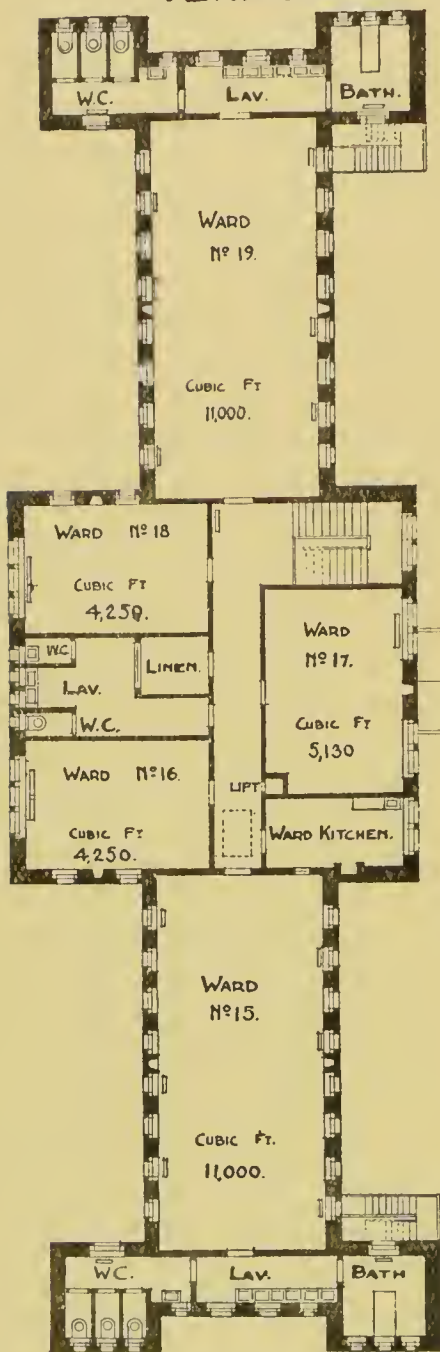 W.C.
LAV.
BATH.
WARD
Nº 19.
CUBIC FT
11,000.
WARD Nº 18
CUBIC FT
4,250.
W.C
LINEN.
LAV.
W.C.
WARD
Nº 17.
CUBIC FT
5,130
WARD Nº 16.
CUBIC FT
4,250.
LIFT
WARD KITCHEN.
WARD
Nº 15.
CUBIC FT.
11,000.
W.C.
LAV.
BATH